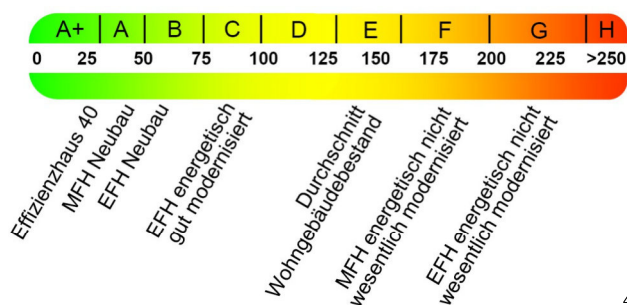 A+ A B C D E F G H
0 25 50 75 100 125 150 175 200 225 >250
Effizienzhaus 40
MFH Neubau
EFH Neubau
EFH energetisch
gut modernisiert
Durchschnitt
Wohngebäudebestand
MFH energetisch nicht
wesentlich modernisiert
EFH energetisch nicht
wesentlich modernisiert